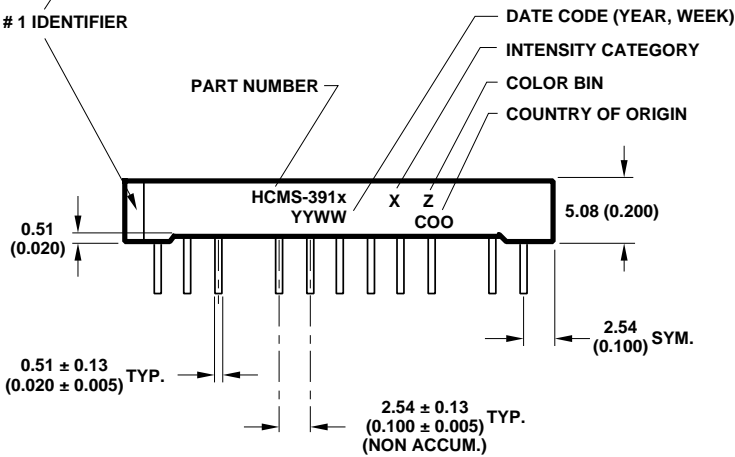 # 1 IDENTIFIER
DATE CODE (YEAR, WEEK)
INTENSITY CATEGORY
PART NUMBER
COLOR BIN
COUNTRY OF ORIGIN
HCMS-391x
X Z
YYWW
COO
0.51
(0.020)
5.08 (0.200)
2.54
(0.100) SYM.
0.51 ± 0.13
(0.020 ± 0.005) TYP.
2.54 ± 0.13
(0.100 ± 0.005) TYP.
(NON ACCUM.)